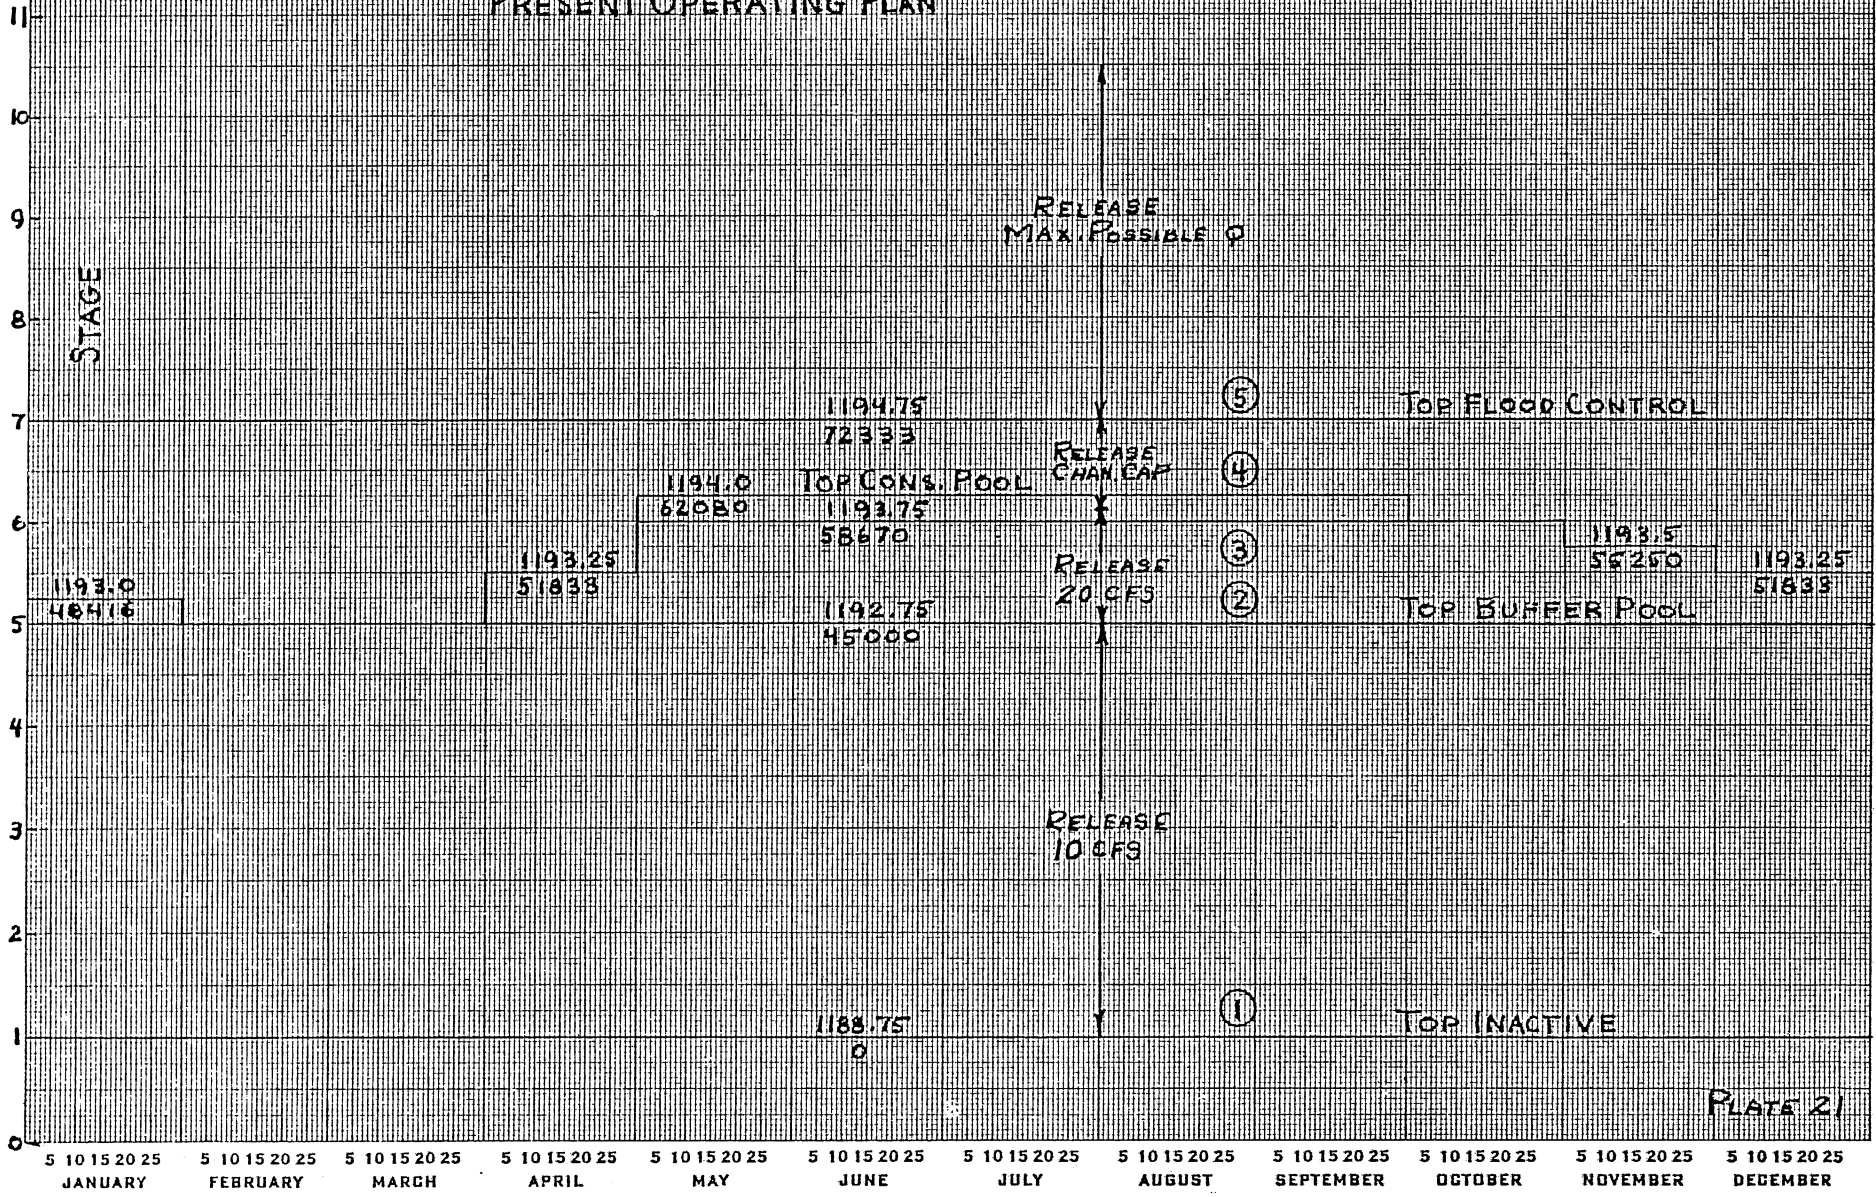 PRESENT OPERATING PLAN
11
10
9
8
7
6
5
4
3
2
1
0
STAGE
RELEASE
MAX. POSSIBLE Q
1194.75
72333
5
TOP FLOOD CONTROL
RELEASE
CHAN. CAP
4
1194.0
62080
TOP CONS. POOL
1193.75
58670
3
1193.5
55250
1193.25
51833
1193.25
51833
RELEASE
20 CFS
2
1193.0
48416
1192.75
45000
TOP BUFFER POOL
RELEASE
10 CFS
1188.75
0
1
TOP INACTIVE
PLATE 21
5 10 15 20 25 5 10 15 20 25 5 10 15 20 25 5 10 15 20 25 5 10 15 20 25 5 10 15 20 25 5 10 15 20 25 5 10 15 20 25 5 10 15 20 25 5 10 15 20 25 5 10 15 20 25 5 10 15 20 25
JANUARY FEBRUARY MARCH APRIL MAY JUNE JULY AUGUST SEPTEMBER OCTOBER NOVEMBER DECEMBER